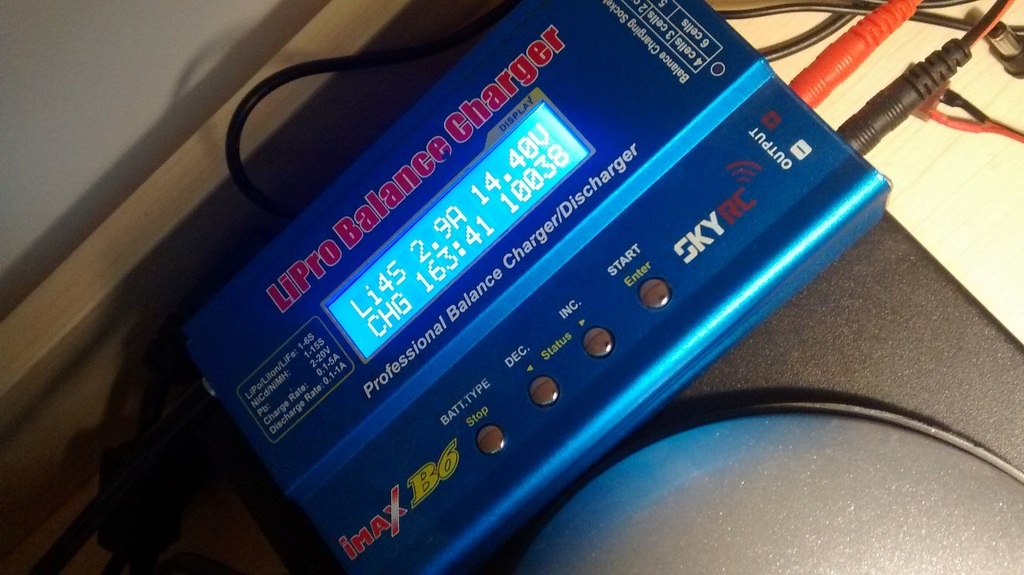 Balance Charging Socket
4 cells 3 cells 2 c
6 cells 5
LiPro Balance Charger
DISPLAY
Li4S 2.9A 14.40V
CHG 163:41 10038
Professional Balance Charger/Discharger
LiPo/LiIon/LiFe: 1-6S
NiCd/NiMH: 1-15S
Pb: 2-20V
Charge Rate: 0.1-5A
Discharge Rate: 0.1-1A
OUTPUT
SKYRC
START
Enter
INC.
DEC.
Status
BATT.TYPE
Stop
iMAX B6